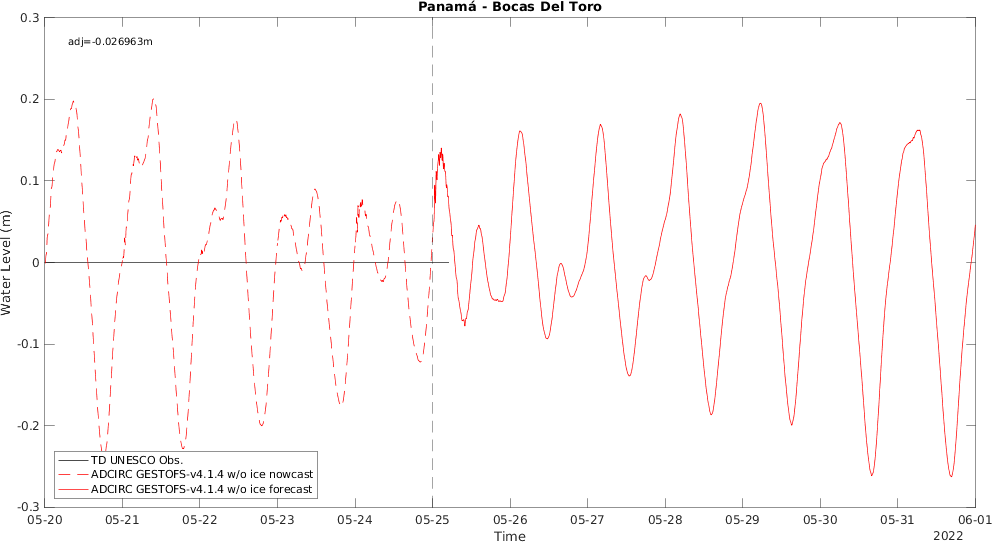 Panamá - Bocas Del Toro
adj=-0.026963m
Water Level (m)
0.3
0.2
0.1
0
-0.1
-0.2
-0.3
TD UNESCO Obs.
ADCIRC GESTOFS-v4.1.4 w/o ice nowcast
ADCIRC GESTOFS-v4.1.4 w/o ice forecast
05-20 05-21 05-22 05-23 05-24 05-25 05-26 05-27 05-28 05-29 05-30 05-31 06-01
Time
2022